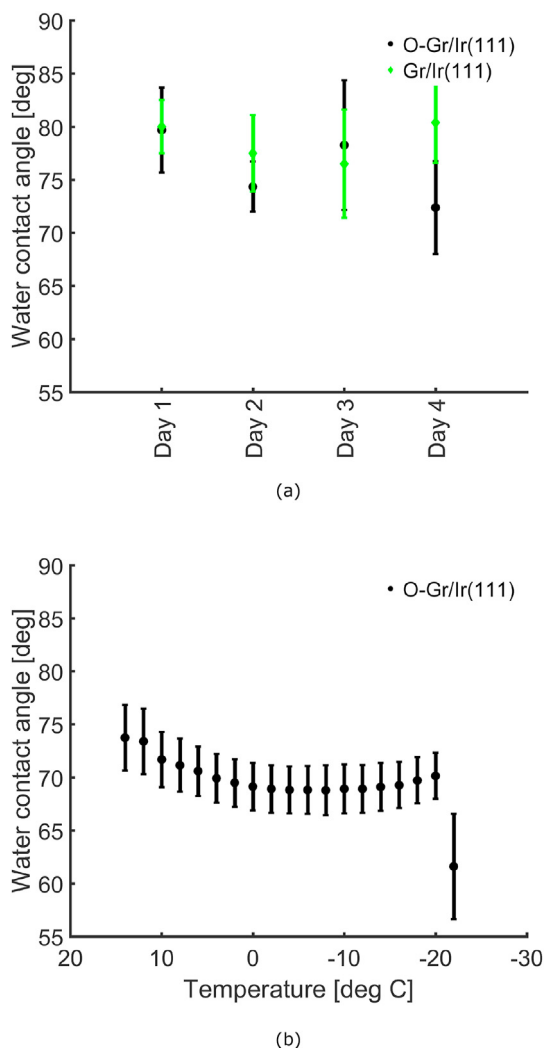 90
85
80
75
70
65
60
55
Water contact angle [deg]
O-Gr/Ir(111)
Gr/Ir(111)
Day 1
Day 2
Day 3
Day 4
(a)
90
85
80
75
70
65
60
55
Water contact angle [deg]
O-Gr/Ir(111)
20 10 0 -10 -20 -30
Temperature [deg C]
(b)